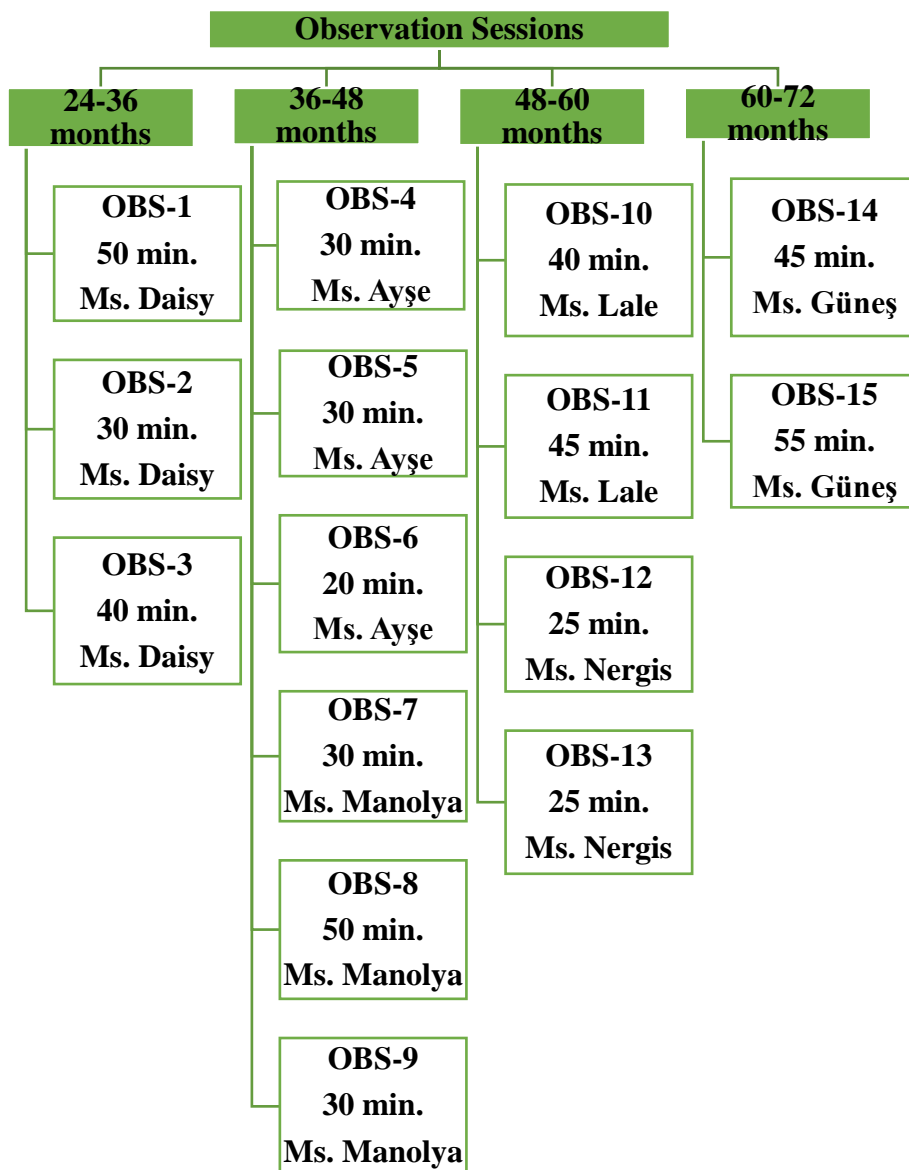 Observation Sessions
24-36
months
OBS-1
50 min.
Ms. Daisy
OBS-2
30 min.
Ms. Daisy
OBS-3
40 min.
Ms. Daisy
36-48
months
OBS-4
30 min.
Ms. Ayşe
OBS-5
30 min.
Ms. Ayşe
OBS-6
20 min.
Ms. Ayşe
OBS-7
30 min.
Ms. Manolya
OBS-8
50 min.
Ms. Manolya
OBS-9
30 min.
Ms. Manolya
48-60
months
OBS-10
40 min.
Ms. Lale
OBS-11
45 min.
Ms. Lale
OBS-12
25 min.
Ms. Nergis
OBS-13
25 min.
Ms. Nergis
60-72
months
OBS-14
45 min.
Ms. Güneş
OBS-15
55 min.
Ms. Güneş